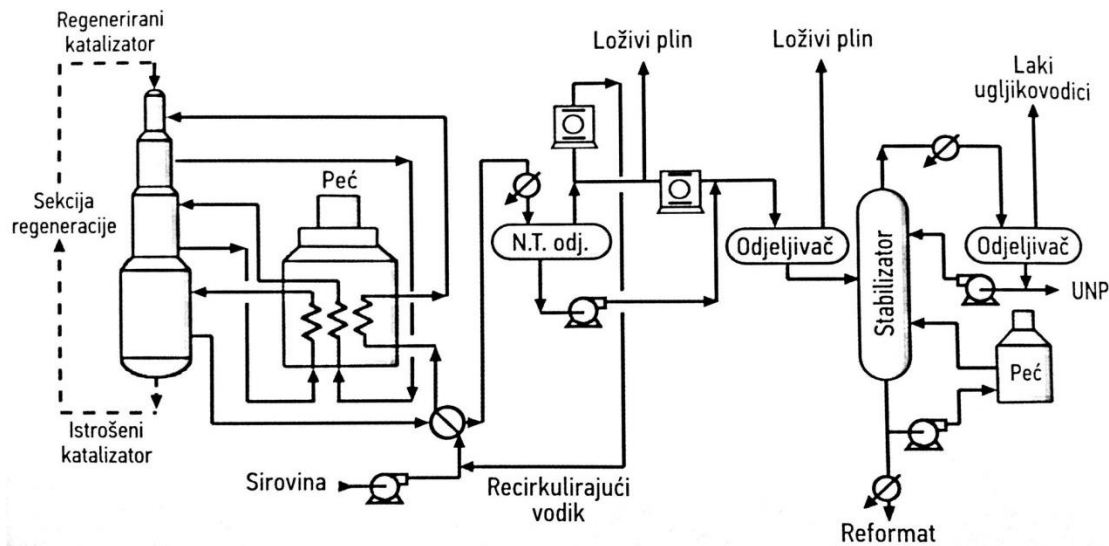 Regenerirani
katalizator
Sekcija
regeneracije
Istrošeni
katalizator
Peć
Sirovina
Recirkulirajući
vodik
N.T. odj.
Loživi plin
Loživi plin
Odjeljivač
Stabilizator
Laki
ugljikovodici
Odjeljivač
UNP
Peć
Reformat